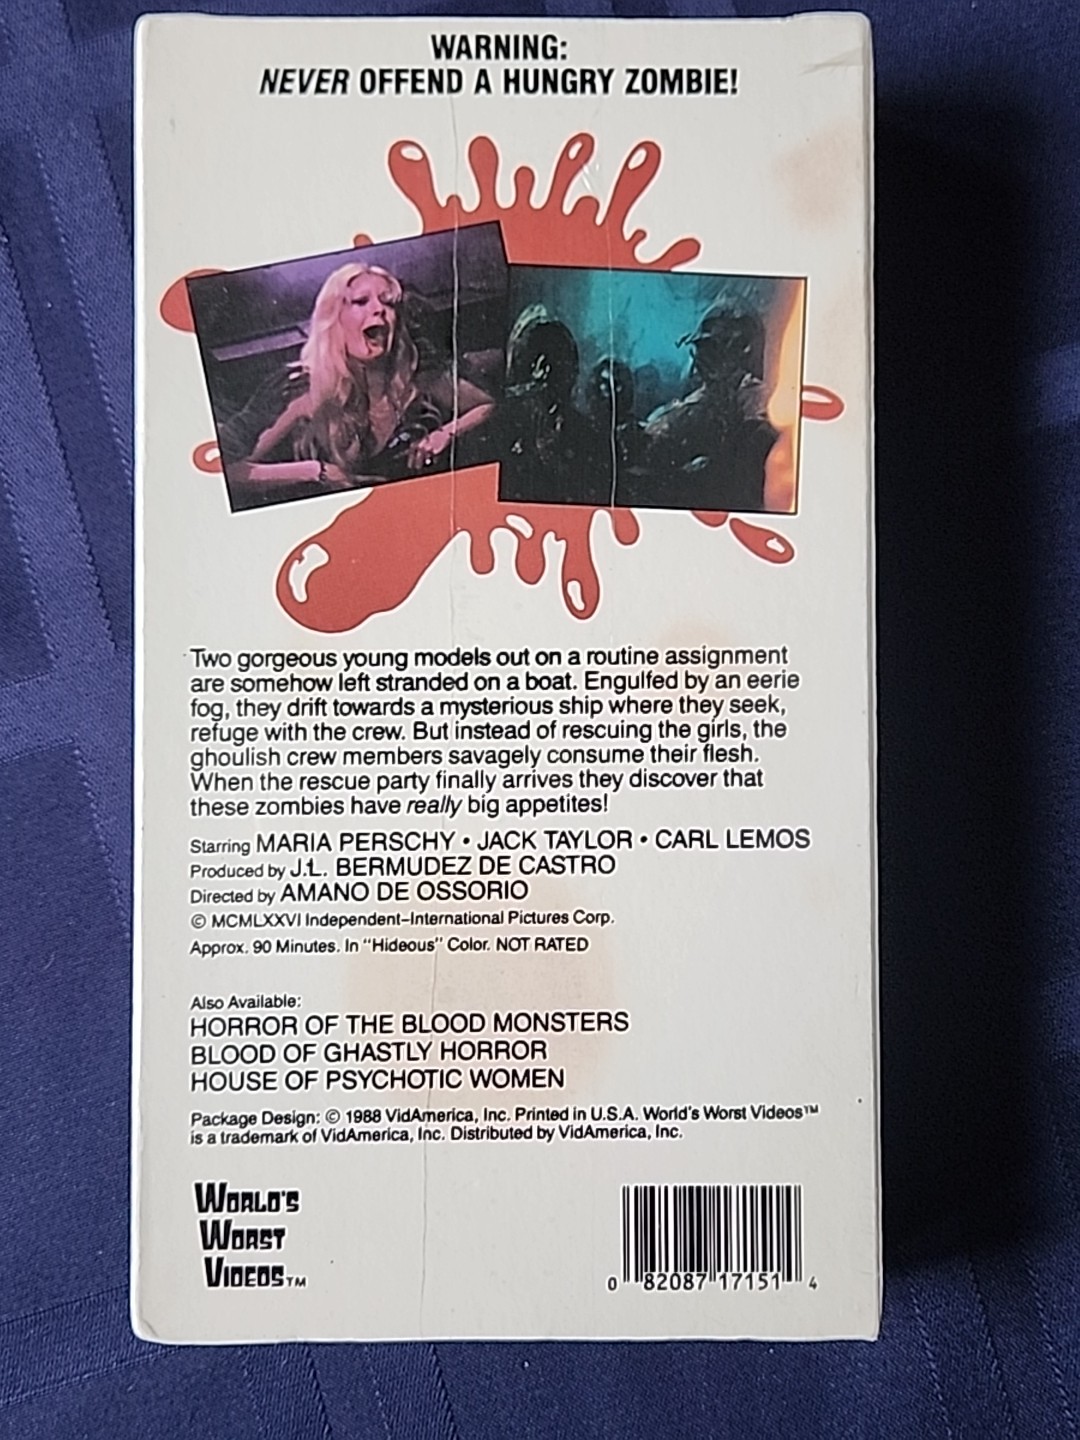 WARNING:
NEVER OFFEND A HUNGRY ZOMBIE!
Two gorgeous young models out on a routine assignment
are somehow left stranded on a boat. Engulfed by an eerie
fog, they drift towards a mysterious ship where they seek,
refuge with the crew. But instead of rescuing the girls, the
ghoulish crew members savagely consume their flesh.
When the rescue party finally arrives they discover that
these zombies have really big appetites!
Starring MARIA PERSCHY • JACK TAYLOR • CARL LEMOS
Produced by J.L. BERMUDEZ DE CASTRO
Directed by AMANO DE OSSORIO
© MCMLXXVI Independent-International Pictures Corp.
Approx. 90 Minutes. In "Hideous" Color. NOT RATED
Also Available:
HORROR OF THE BLOOD MONSTERS
BLOOD OF GHASTLY HORROR
HOUSE OF PSYCHOTIC WOMEN
Package Design: © 1988 VidAmerica, Inc. Printed in U.S.A. World's Worst Videos™
is a trademark of VidAmerica, Inc. Distributed by VidAmerica, Inc.
WORLD'S
WORST
VIDEOS™
0 82087 17151 4